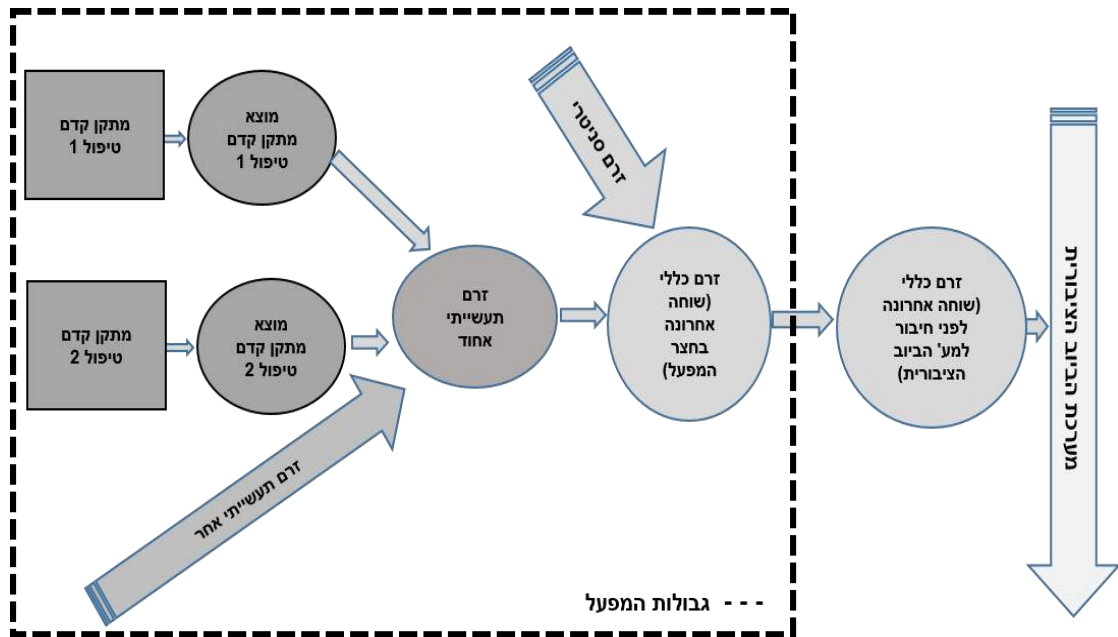 מתקן קדם
טיפול 1
מוצא
מתקן קדם
טיפול 1
זרם סניטרי
מתקן קדם
טיפול 2
מוצא
מתקן קדם
טיפול 2
זרם
תעשייתי
אחוד
זרם כללי
(שוחה
אחרונה
בחצר
המפעל)
זרם כללי
(שוחה אחרונה
לפני חיבור
למע' הביוב
הציבורית)
מערכת הביוב הציבורית
זרם תעשייתי אחר
גבולות המפעל - - -